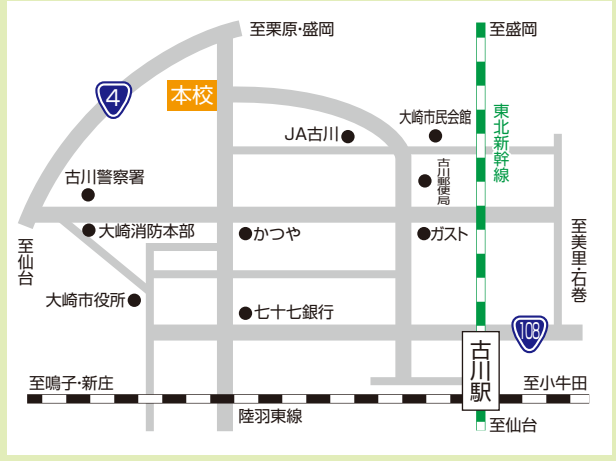 至栗原・盛岡
至盛岡
4
本校
大崎市民会館
JA古川
東北新幹線
古川郵便局
古川警察署
大崎消防本部
かつや
ガスト
至仙台
至美里・石巻
大崎市役所
七十七銀行
108
古川駅
至鳴子・新庄
至小牛田
陸羽東線
至仙台